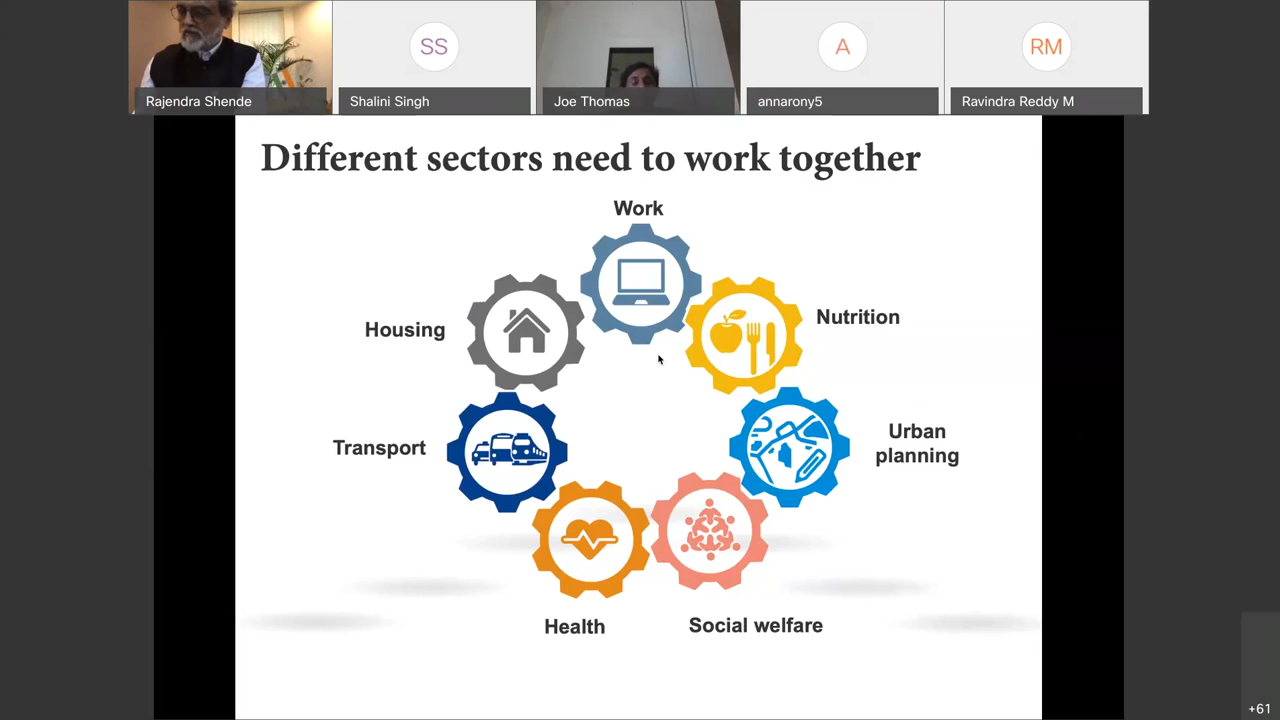 SS
A
RM
Rajendra Shende
Shalini Singh
Joe Thomas
annarony5
Ravindra Reddy M
Different sectors need to work together
Work
Housing
Nutrition
Transport
Urban
planning
Health
Social welfare
+61